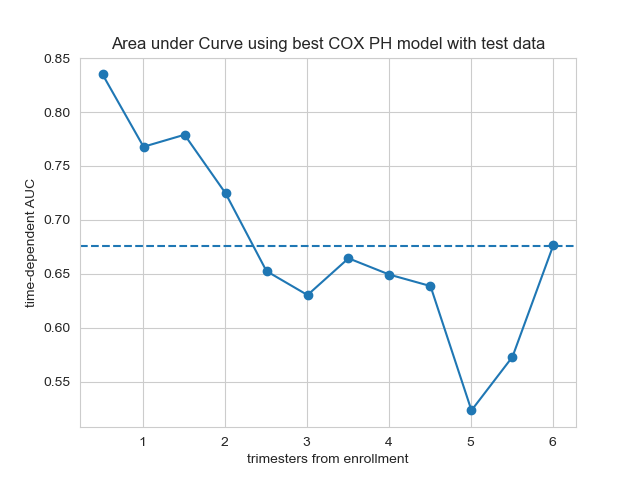 Area under Curve using best COX PH model with test data
time-dependent AUC
0.85
0.80
0.75
0.70
0.65
0.60
0.55
1 2 3 4 5 6
trimesters from enrollment